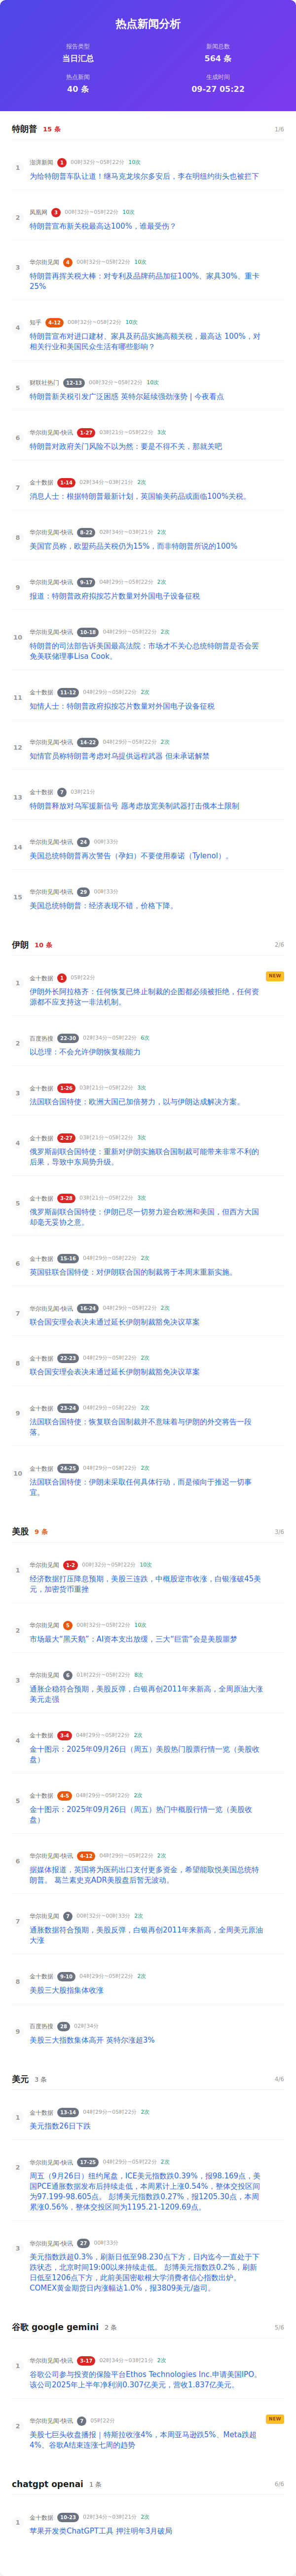 热点新闻分析
报告类型
新闻总数
当日汇总
564 条
热点新闻
生成时间
40 条
09-27 05:22
特朗普 15 条 1/6
1
澎湃新闻 1 00时32分~05时22分 10次
为给特朗普车队让道！继马克龙埃尔多安后，李在明纽约街头也被拦下
2
凤凰网 3 00时32分~05时22分 10次
特朗普宣布新关税最高达100%，谁最受伤？
3
华尔街见闻 4 00时32分~05时22分 10次
特朗普再挥关税大棒：对专利及品牌药品加征100%、家具30%、重卡
25%
4
知乎 4-12 00时32分~05时22分 10次
特朗普宣布对进口建材、家具及药品实施高额关税，最高达 100%，对
相关行业和美国民众生活有哪些影响？
5
财联社热门 12-13 00时32分~05时22分 10次
特朗普新关税引发广泛困惑 英特尔延续强劲涨势 | 今夜看点
6
华尔街见闻-快讯 1-27 03时21分~05时22分 3次
特朗普对政府关门风险不以为然：要是不得不关，那就关吧
7
金十数据 1-14 02时34分~03时21分 2次
消息人士：根据特朗普最新计划，英国输美药品或面临100%关税。
8
华尔街见闻-快讯 8-22 02时34分~03时21分 2次
美国官员称，欧盟药品关税仍为15%，而非特朗普所说的100%
9
华尔街见闻-快讯 9-17 04时29分~05时22分 2次
报道：特朗普政府拟按芯片数量对外国电子设备征税
10
华尔街见闻-快讯 10-18 04时29分~05时22分 2次
特朗普的司法部告诉美国最高法院：市场才不关心总统特朗普是否会罢
免美联储理事Lisa Cook。
11
金十数据 11-12 04时29分~05时22分 2次
知情人士：特朗普政府拟按芯片数量对外国电子设备征税
12
华尔街见闻-快讯 14-22 04时29分~05时22分 2次
知情官员称特朗普考虑对乌提供远程武器 但未承诺解禁
13
金十数据 7 03时21分
特朗普释放对乌军援新信号 愿考虑放宽美制武器打击俄本土限制
14
华尔街见闻-快讯 24 00时33分
美国总统特朗普再次警告（孕妇）不要使用泰诺（Tylenol）。
15
华尔街见闻-快讯 29 00时33分
美国总统特朗普：经济表现不错，价格下降。
伊朗 10 条 2/6
1
金十数据 1 05时22分 NEW
伊朗外长阿拉格齐：任何恢复已终止制裁的企图都必须被拒绝，任何资
源都不应支持这一非法机制。
2
百度热搜 22-30 02时34分~05时22分 6次
以总理：不会允许伊朗恢复核能力
3
金十数据 1-26 03时21分~05时22分 3次
法国驻联合国特使：欧洲大国已加倍努力，以与伊朗达成解决方案。
4
金十数据 2-27 03时21分~05时22分 3次
俄罗斯副联合国特使：重新对伊朗实施联合国制裁可能带来非常不利的
后果，导致中东局势升级。
5
金十数据 3-28 03时21分~05时22分 3次
俄罗斯副联合国特使：伊朗已尽一切努力迎合欧洲和美国，但西方大国
却毫无妥协之意。
6
金十数据 15-16 04时29分~05时22分 2次
英国驻联合国特使：对伊朗联合国的制裁将于本周末重新实施。
7
华尔街见闻-快讯 16-24 04时29分~05时22分 2次
联合国安理会表决未通过延长伊朗制裁豁免决议草案
8
金十数据 22-23 04时29分~05时22分 2次
联合国安理会表决未通过延长伊朗制裁豁免决议草案
9
金十数据 23-24 04时29分~05时22分 2次
法国联合国特使：恢复联合国制裁并不意味着与伊朗的外交将告一段
落。
10
金十数据 24-25 04时29分~05时22分 2次
法国联合国特使：伊朗未采取任何具体行动，而是倾向于推迟一切事
宜。
美股 9 条 3/6
1
华尔街见闻 1-2 00时32分~05时22分 10次
经济数据打压降息预期，美股三连跌，中概股逆市收涨，白银涨破45美
元，加密货币重挫
2
华尔街见闻 5 00时32分~05时22分 10次
市场最大“黑天鹅”：AI资本支出放缓，三大“巨雷”会是美股噩梦
3
华尔街见闻 6 01时22分~05时22分 8次
通胀企稳符合预期，美股反弹，白银再创2011年来新高，全周原油大涨
美元走强
4
金十数据 3-4 04时29分~05时22分 2次
金十图示：2025年09月26日（周五）美股热门股票行情一览（美股收
盘）
5
金十数据 4-5 04时29分~05时22分 2次
金十图示：2025年09月26日（周五）热门中概股行情一览（美股收
盘）
6
华尔街见闻-快讯 4-12 04时29分~05时22分 2次
据媒体报道，英国将为医药出口支付更多资金，希望能取悦美国总统特
朗普。 葛兰素史克ADR美股盘后暂无波动。
7
华尔街见闻 7 00时32分~00时33分 2次
通胀数据符合预期，美股反弹，白银再创2011年来新高，全周美元原油
大涨
8
金十数据 9-10 04时29分~05时22分 2次
美股三大股指集体收涨
9
百度热搜 28 02时34分
美股三大指数集体高开 英特尔涨超3%
美元 3 条 4/6
1
金十数据 13-14 04时29分~05时22分 2次
美元指数26日下跌
2
华尔街见闻-快讯 17-25 04时29分~05时22分 2次
周五（9月26日）纽约尾盘，ICE美元指数跌0.39%，报98.169点，美
国PCE通胀数据发布后持续走低，本周累计上涨0.54%，整体交投区间
为97.199-98.605点。 彭博美元指数跌0.27%，报1205.30点，本周
累涨0.56%，整体交投区间为1195.21-1209.69点。
3
华尔街见闻-快讯 27 00时33分
美元指数跌超0.3%，刷新日低至98.230点下方，日内迄今一直处于下
跌状态，北京时间19:00以来持续走低。 彭博美元指数跌0.2%，刷新
日低至1206点下方，此前美国密歇根大学消费者信心指数出炉。
COMEX黄金期货日内涨幅达1.0%，报3809美元/盎司。
谷歌 google gemini 2 条 5/6
1
华尔街见闻-快讯 3-17 02时34分~03时21分 2次
谷歌公司参与投资的保险平台Ethos Technologies Inc.申请美国IPO。
该公司2025年上半年净利润0.307亿美元，营收1.837亿美元。
2
华尔街见闻-快讯 7 05时22分 NEW
美股七巨头收盘播报｜特斯拉收涨4%，本周亚马逊跌5%、Meta跌超
4%、谷歌A结束连涨七周的趋势
chatgpt openai 1 条 6/6
1
金十数据 10-23 02时34分~03时21分 2次
苹果开发类ChatGPT工具 押注明年3月破局